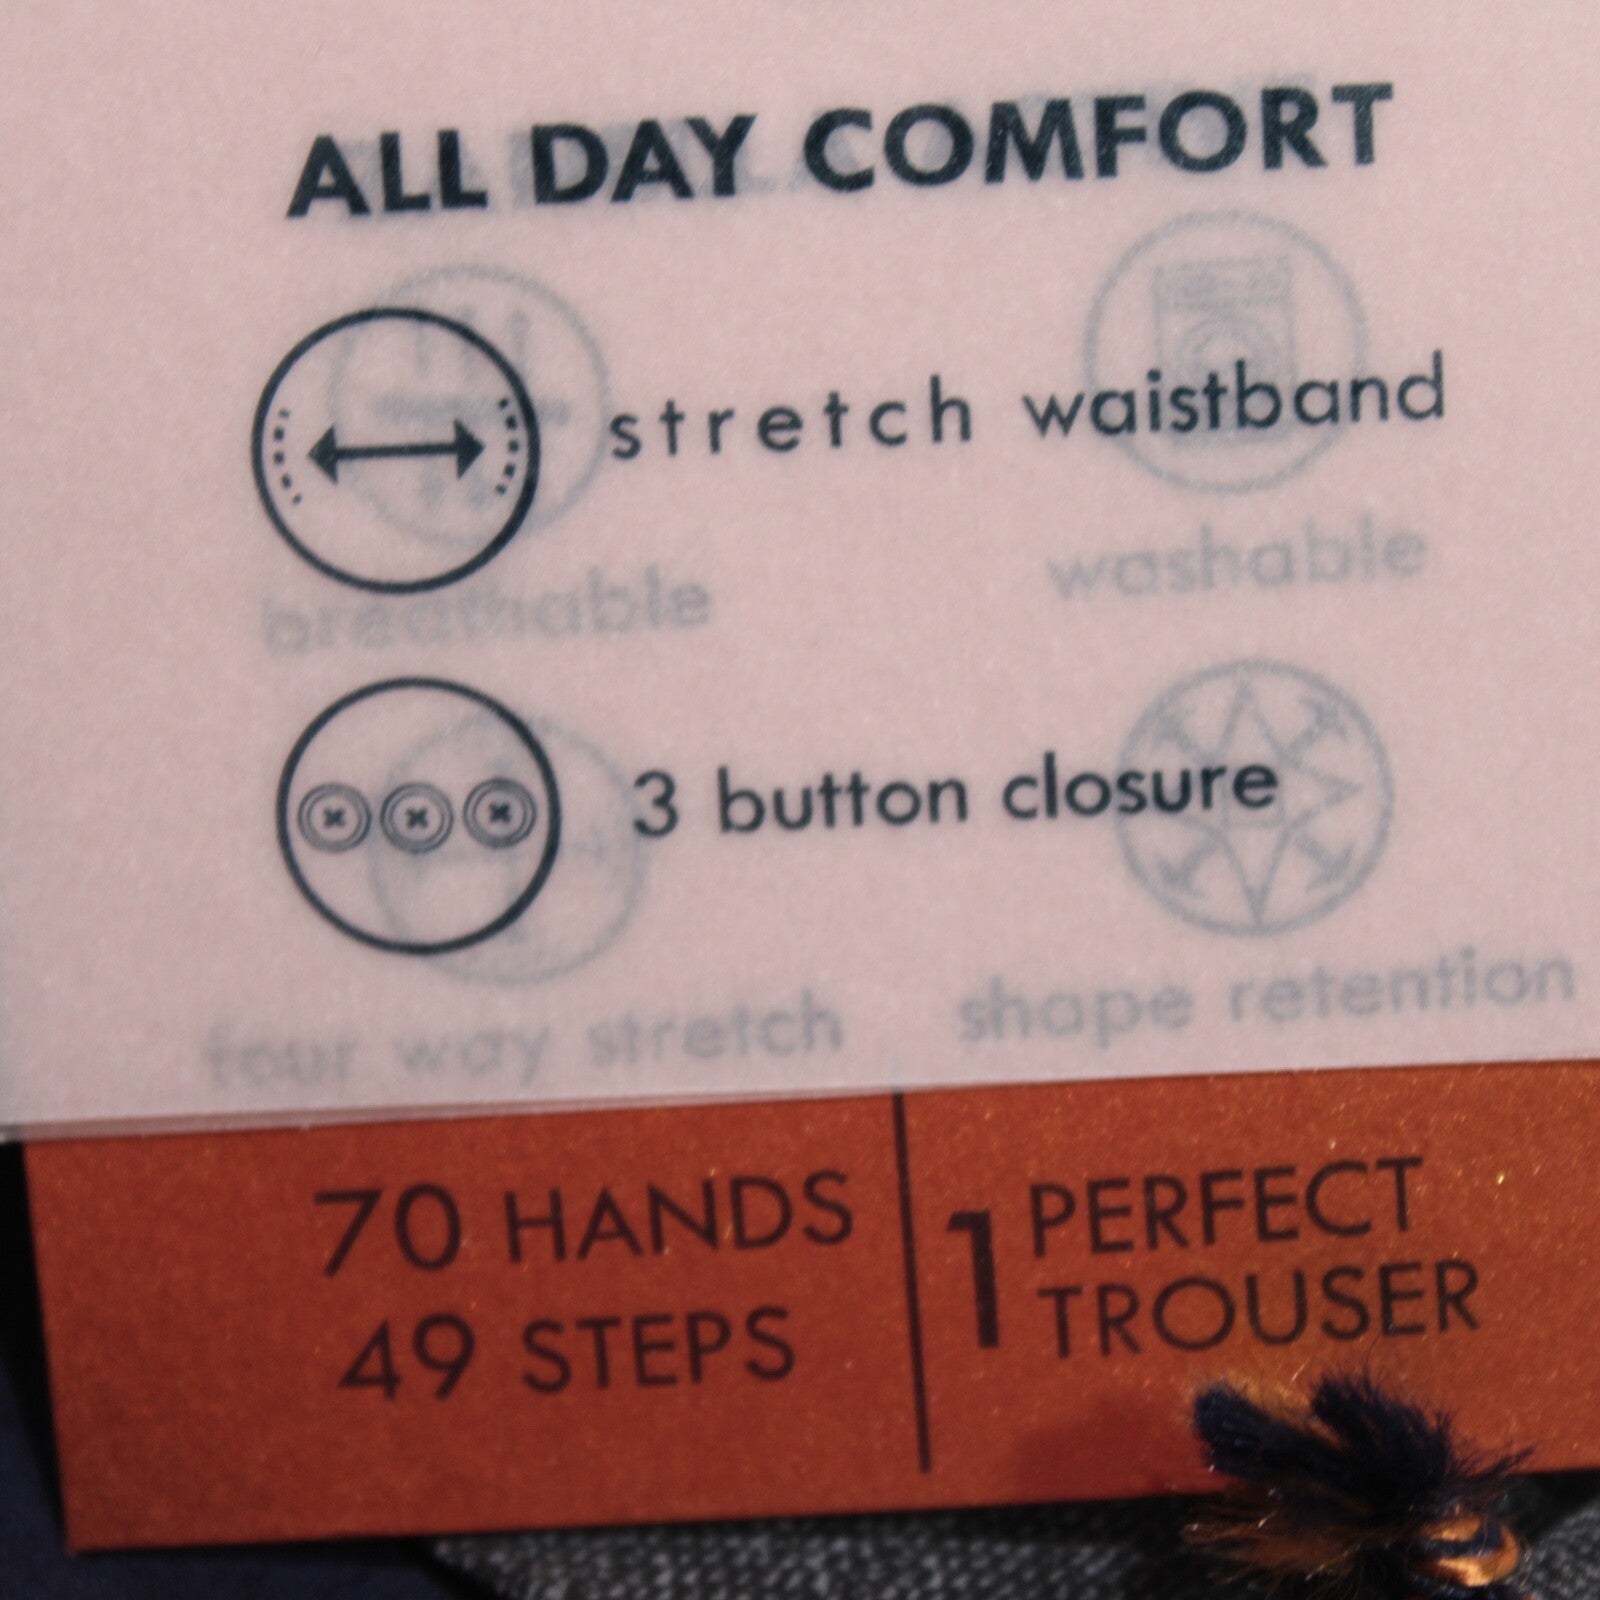 ALL DAY COMFORT
stretch waistband
breathable
washable
3 button closure
four way stretch
shape retention
70 HANDS
49 STEPS
1 PERFECT
TROUSER